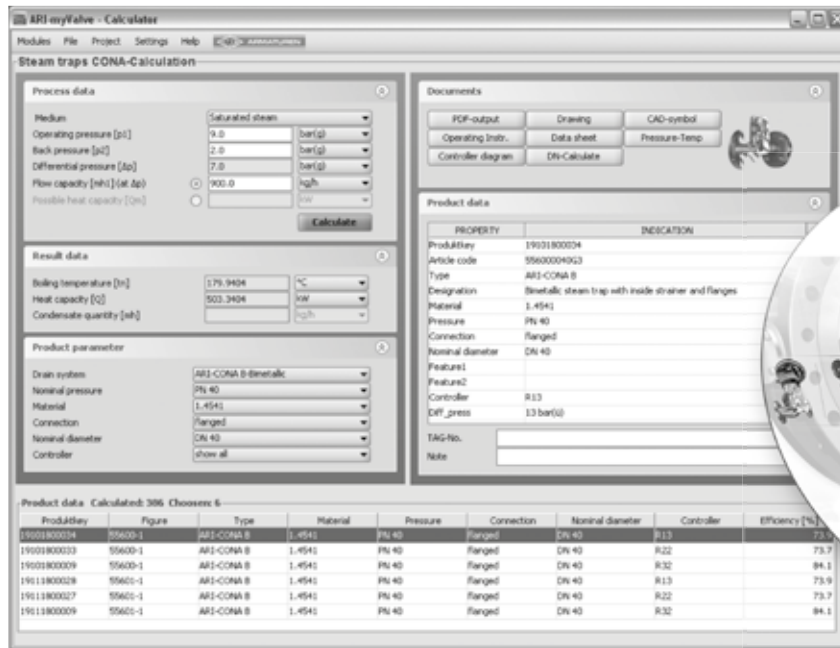 ARI-myValve - Calculator
Modules File Project Settings Help
Steam traps CONA-Calculation
Process data
Medium Saturated steam
Operating pressure [p1] 9.0 bar(g)
Back pressure [p2] 2.0 bar(g)
Differential pressure [Δp] 7.0 bar(g)
Flow capacity [mh1] (at Δp) 900.0 kg/h
Possible heat capacity [Qm] kW
Calculate
Result data
Boiling temperature [tn] 179.9404 °C
Heat capacity [Q] 503.3404 kW
Condensate quantity [mh] kg/h
Product parameter
Drain system ARI-CONA B-Bimetallic
Nominal pressure PN 40
Material 1.4541
Connection flanged
Nominal diameter DN 40
Controller show all
Documents
PDF-output Drawing CAD-symbol
Operating Instr. Data sheet Pressure-Temp
Controller diagram DN-Calculate
Product data
PROPERTY INDICATION
Produktkey 19101800034
Article code 556000040G3
Type ARI-CONA B
Designation Bimetallic steam trap with inside strainer and flanges
Material 1.4541
Pressure PN 40
Connection flanged
Nominal diameter DN 40
Feature1
Feature2
Controller R13
Diff_press 13 bar(ü)
TAG-No.
Note
Product data Calculated: 386 Choosen: 6
Produktkey Figure Type Material Pressure Connection Nominal diameter Controller Efficiency [%]
19101800034 55600-1 ARI-CONA B 1.4541 PN 40 flanged DN 40 R13 73.9
19101800033 55600-1 ARI-CONA B 1.4541 PN 40 flanged DN 40 R22 73.7
19101800009 55600-1 ARI-CONA B 1.4541 PN 40 flanged DN 40 R32 84.1
19111800028 55601-1 ARI-CONA B 1.4541 PN 40 flanged DN 40 R13 73.9
19111800027 55601-1 ARI-CONA B 1.4541 PN 40 flanged DN 40 R22 73.7
19111800009 55601-1 ARI-CONA B 1.4541 PN 40 flanged DN 40 R32 84.1